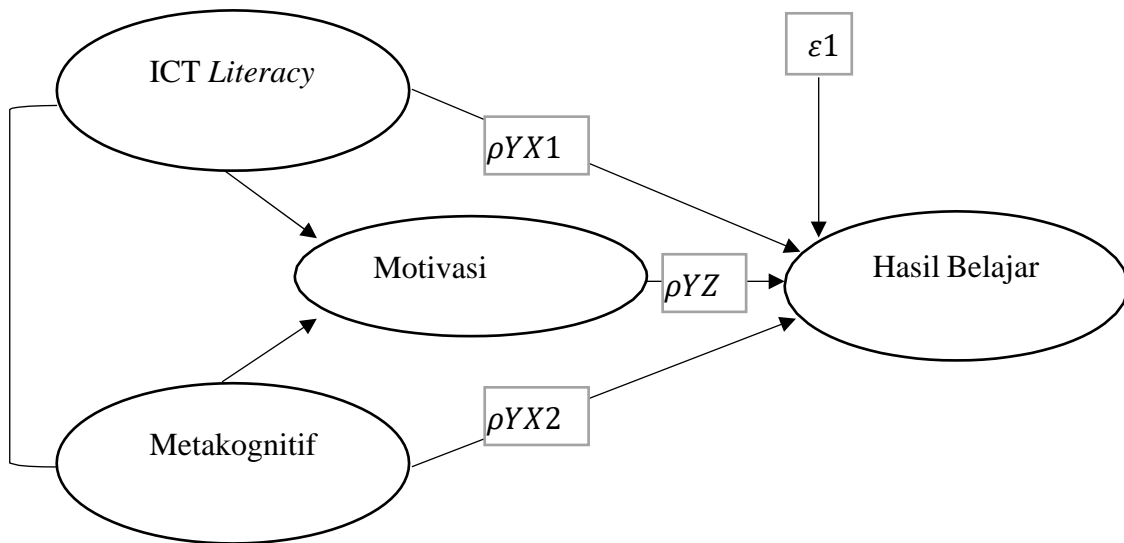 ICT Literacy
ε1
ρYX1
Motivasi
Hasil Belajar
ρYZ
ρYX2
Metakognitif